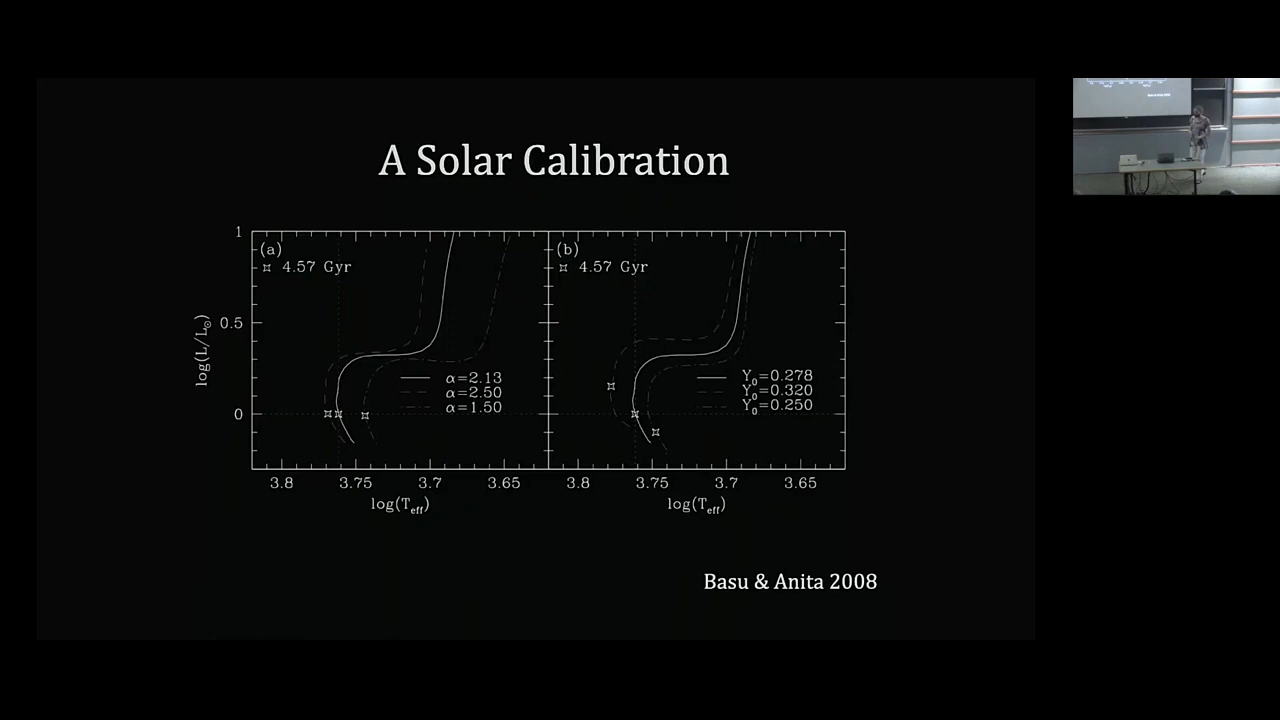 A Solar Calibration
1
(a)
¤ 4.57 Gyr
0.5
log(L/L☉)
α=2.13
α=2.50
α=1.50
0
3.8 3.75 3.7 3.65
log(Teff)
(b)
¤ 4.57 Gyr
Y0=0.278
Y0=0.320
Y0=0.250
3.8 3.75 3.7 3.65
log(Teff)
Basu & Anita 2008